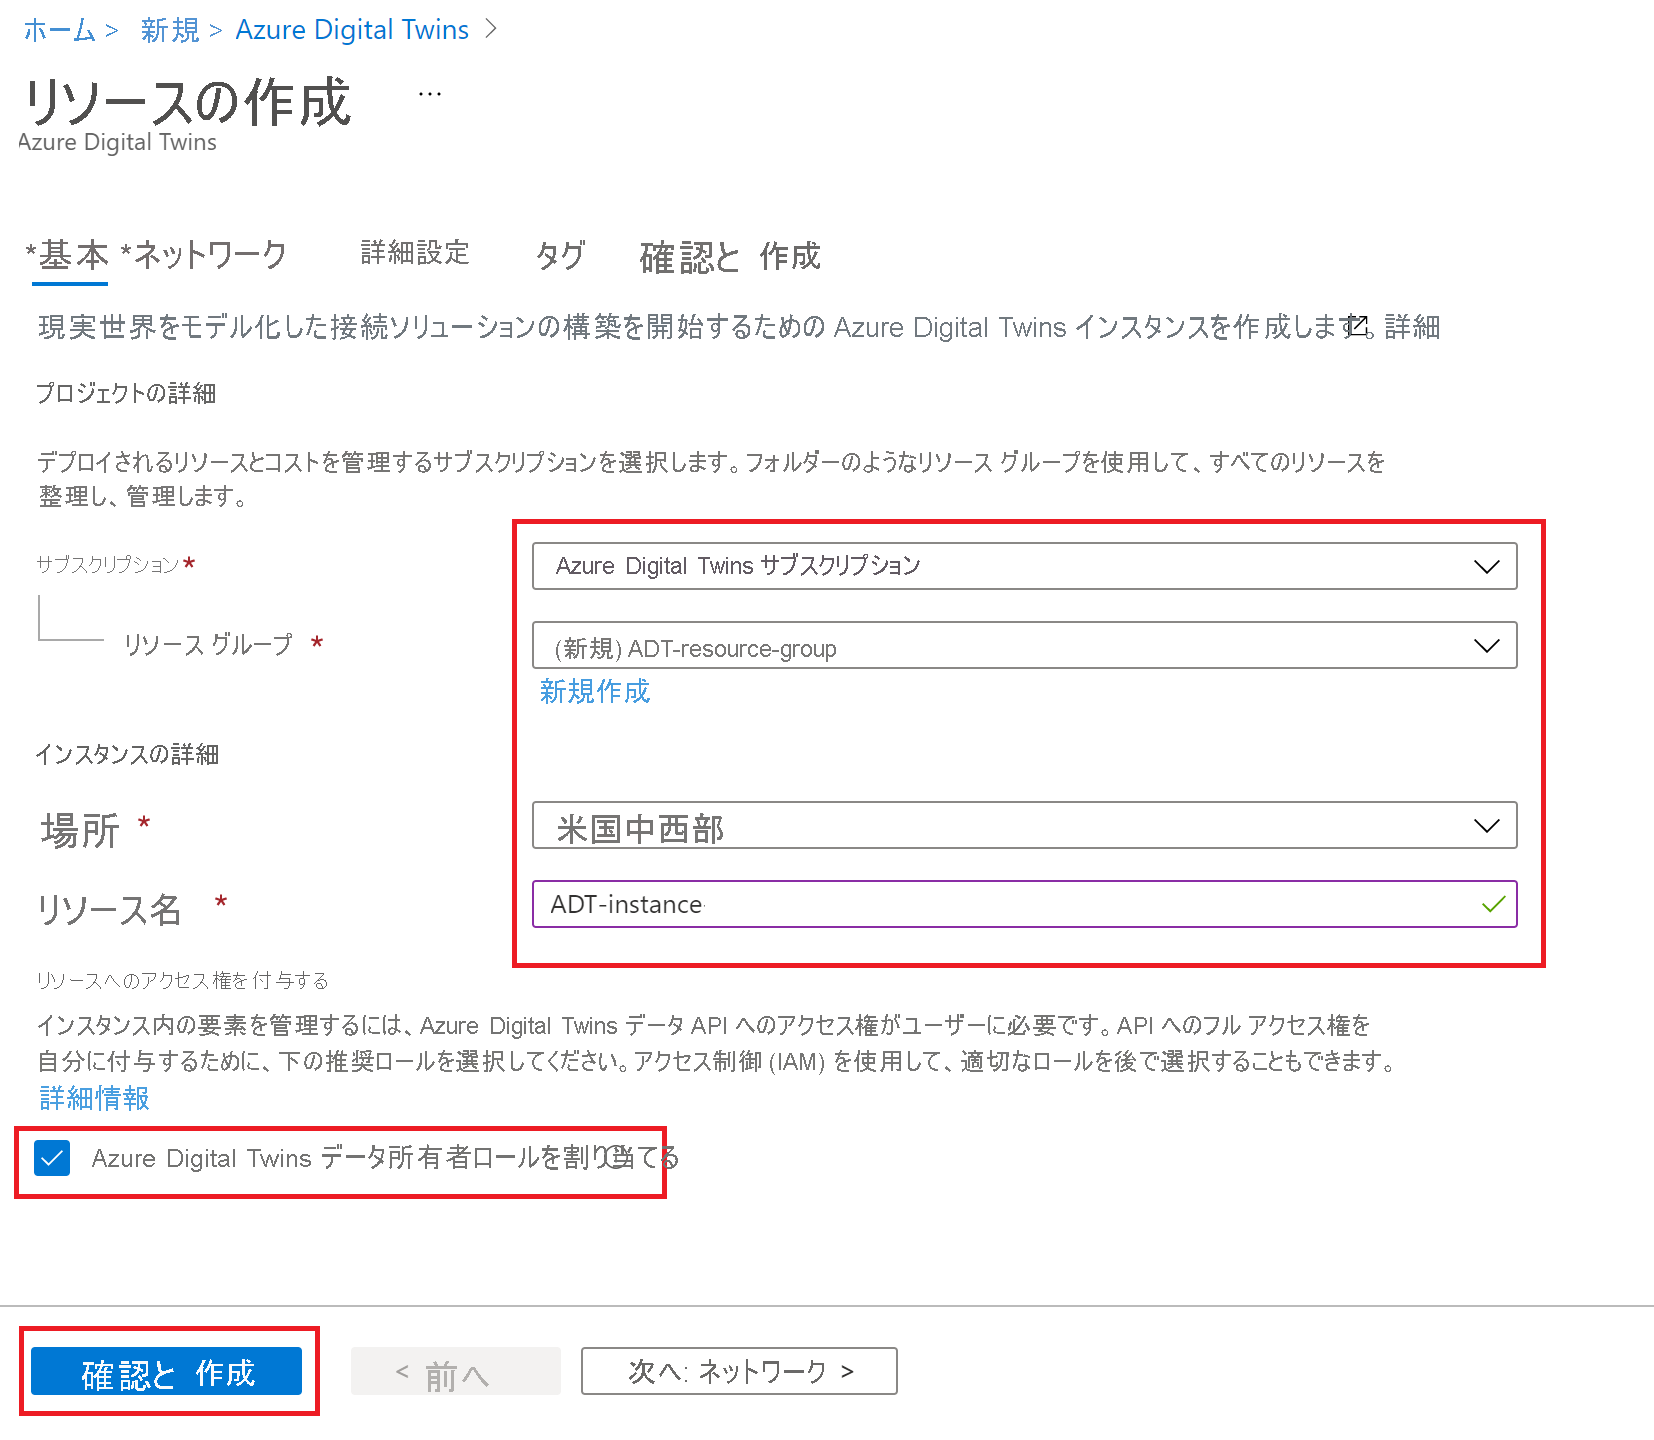 ホーム > 新規 > Azure Digital Twins >
リソースの作成 ...
Azure Digital Twins
*基本 *ネットワーク 詳細設定 タグ 確認と 作成
現実世界をモデル化した接続ソリューションの構築を開始するための Azure Digital Twins インスタンスを作成します。詳細
プロジェクトの詳細
デプロイされるリソースとコストを管理するサブスクリプションを選択します。フォルダーのようなリソース グループを使用して、すべてのリソースを
整理し、管理します。
サブスクリプション *
Azure Digital Twins サブスクリプション
リソース グループ *
(新規) ADT-resource-group
新規作成
インスタンスの詳細
場所 *
米国中西部
リソース名 *
ADT-instance
リソースへのアクセス権を付与する
インスタンス内の要素を管理するには、Azure Digital Twins データ API へのアクセス権がユーザーに必要です。API へのフル アクセス権を
自分に付与するために、下の推奨ロールを選択してください。アクセス制御 (IAM) を使用して、適切なロールを後で選択することもできます。
詳細情報
Azure Digital Twins データ所有者ロールを割り当てる
確認と 作成 < 前へ 次へ: ネットワーク >